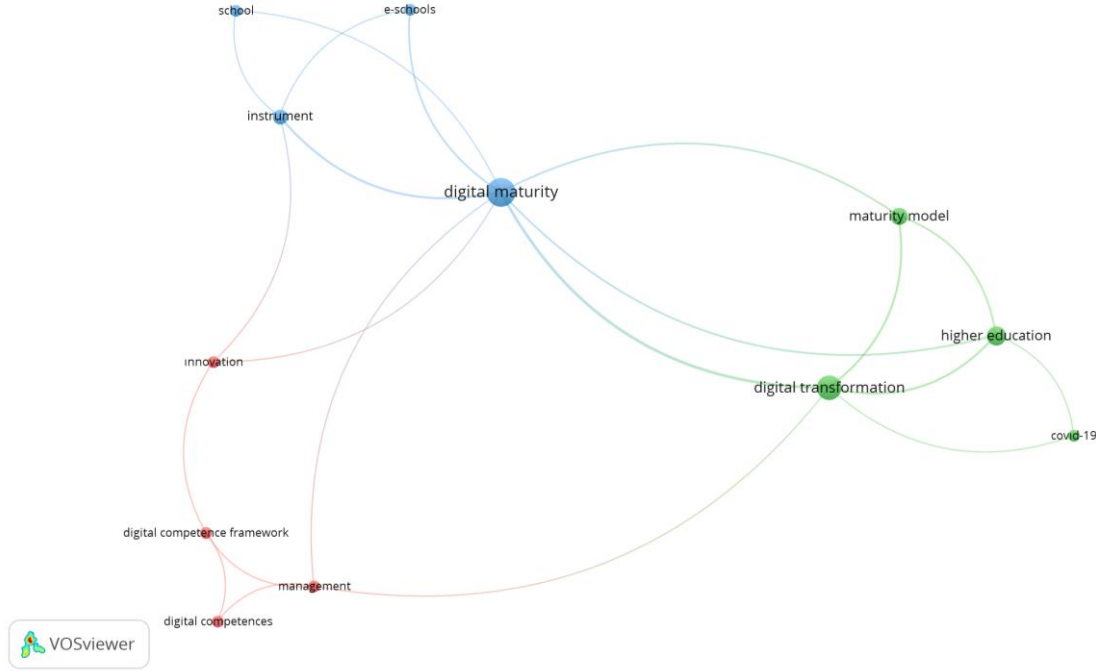 school
e-schools
instrument
digital maturity
maturity model
higher education
innovation
digital transformation
covid-19
digital competence framework
management
digital competences
VOSviewer